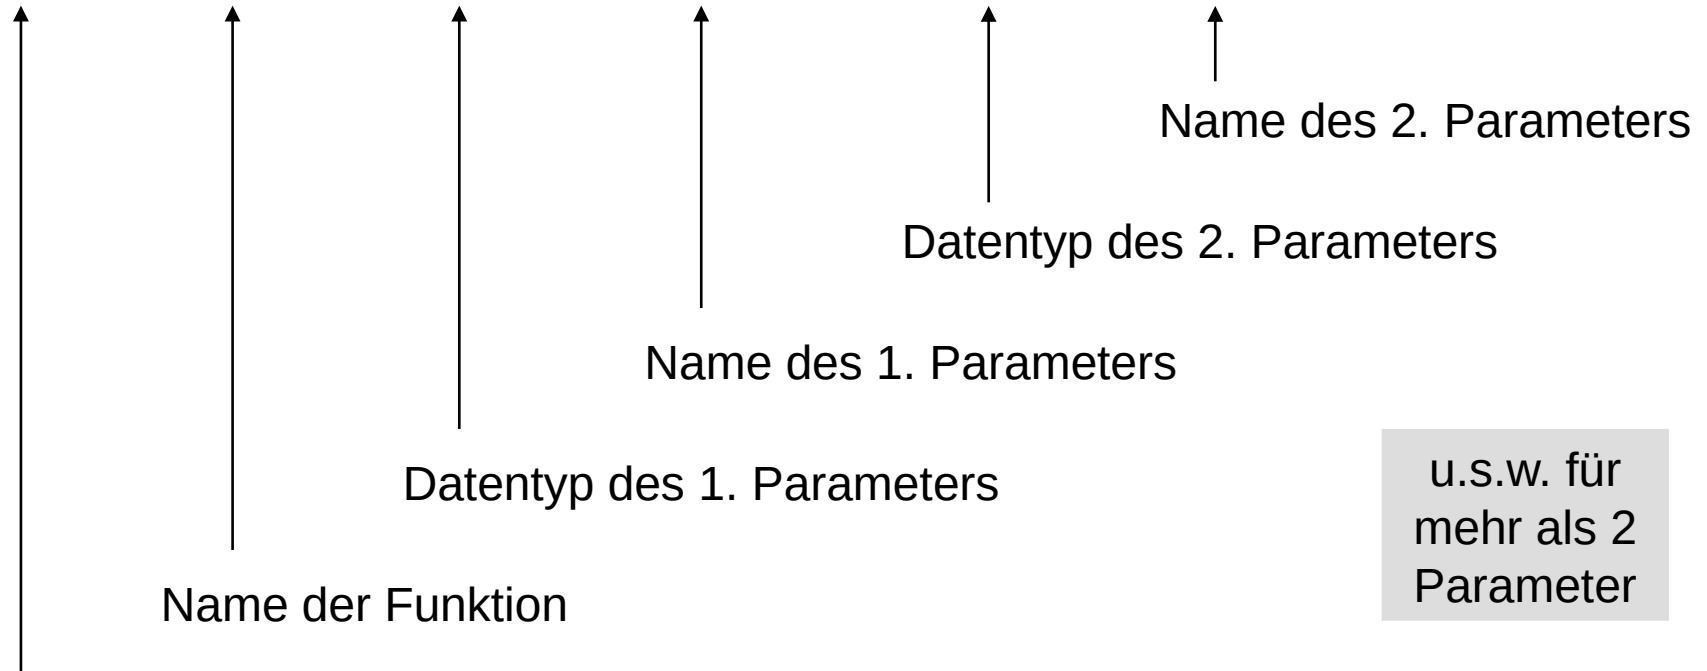 Name des 2. Parameters
Datentyp des 2. Parameters
Name des 1. Parameters
Datentyp des 1. Parameters
u.s.w. für
mehr als 2
Parameter
Name der Funktion